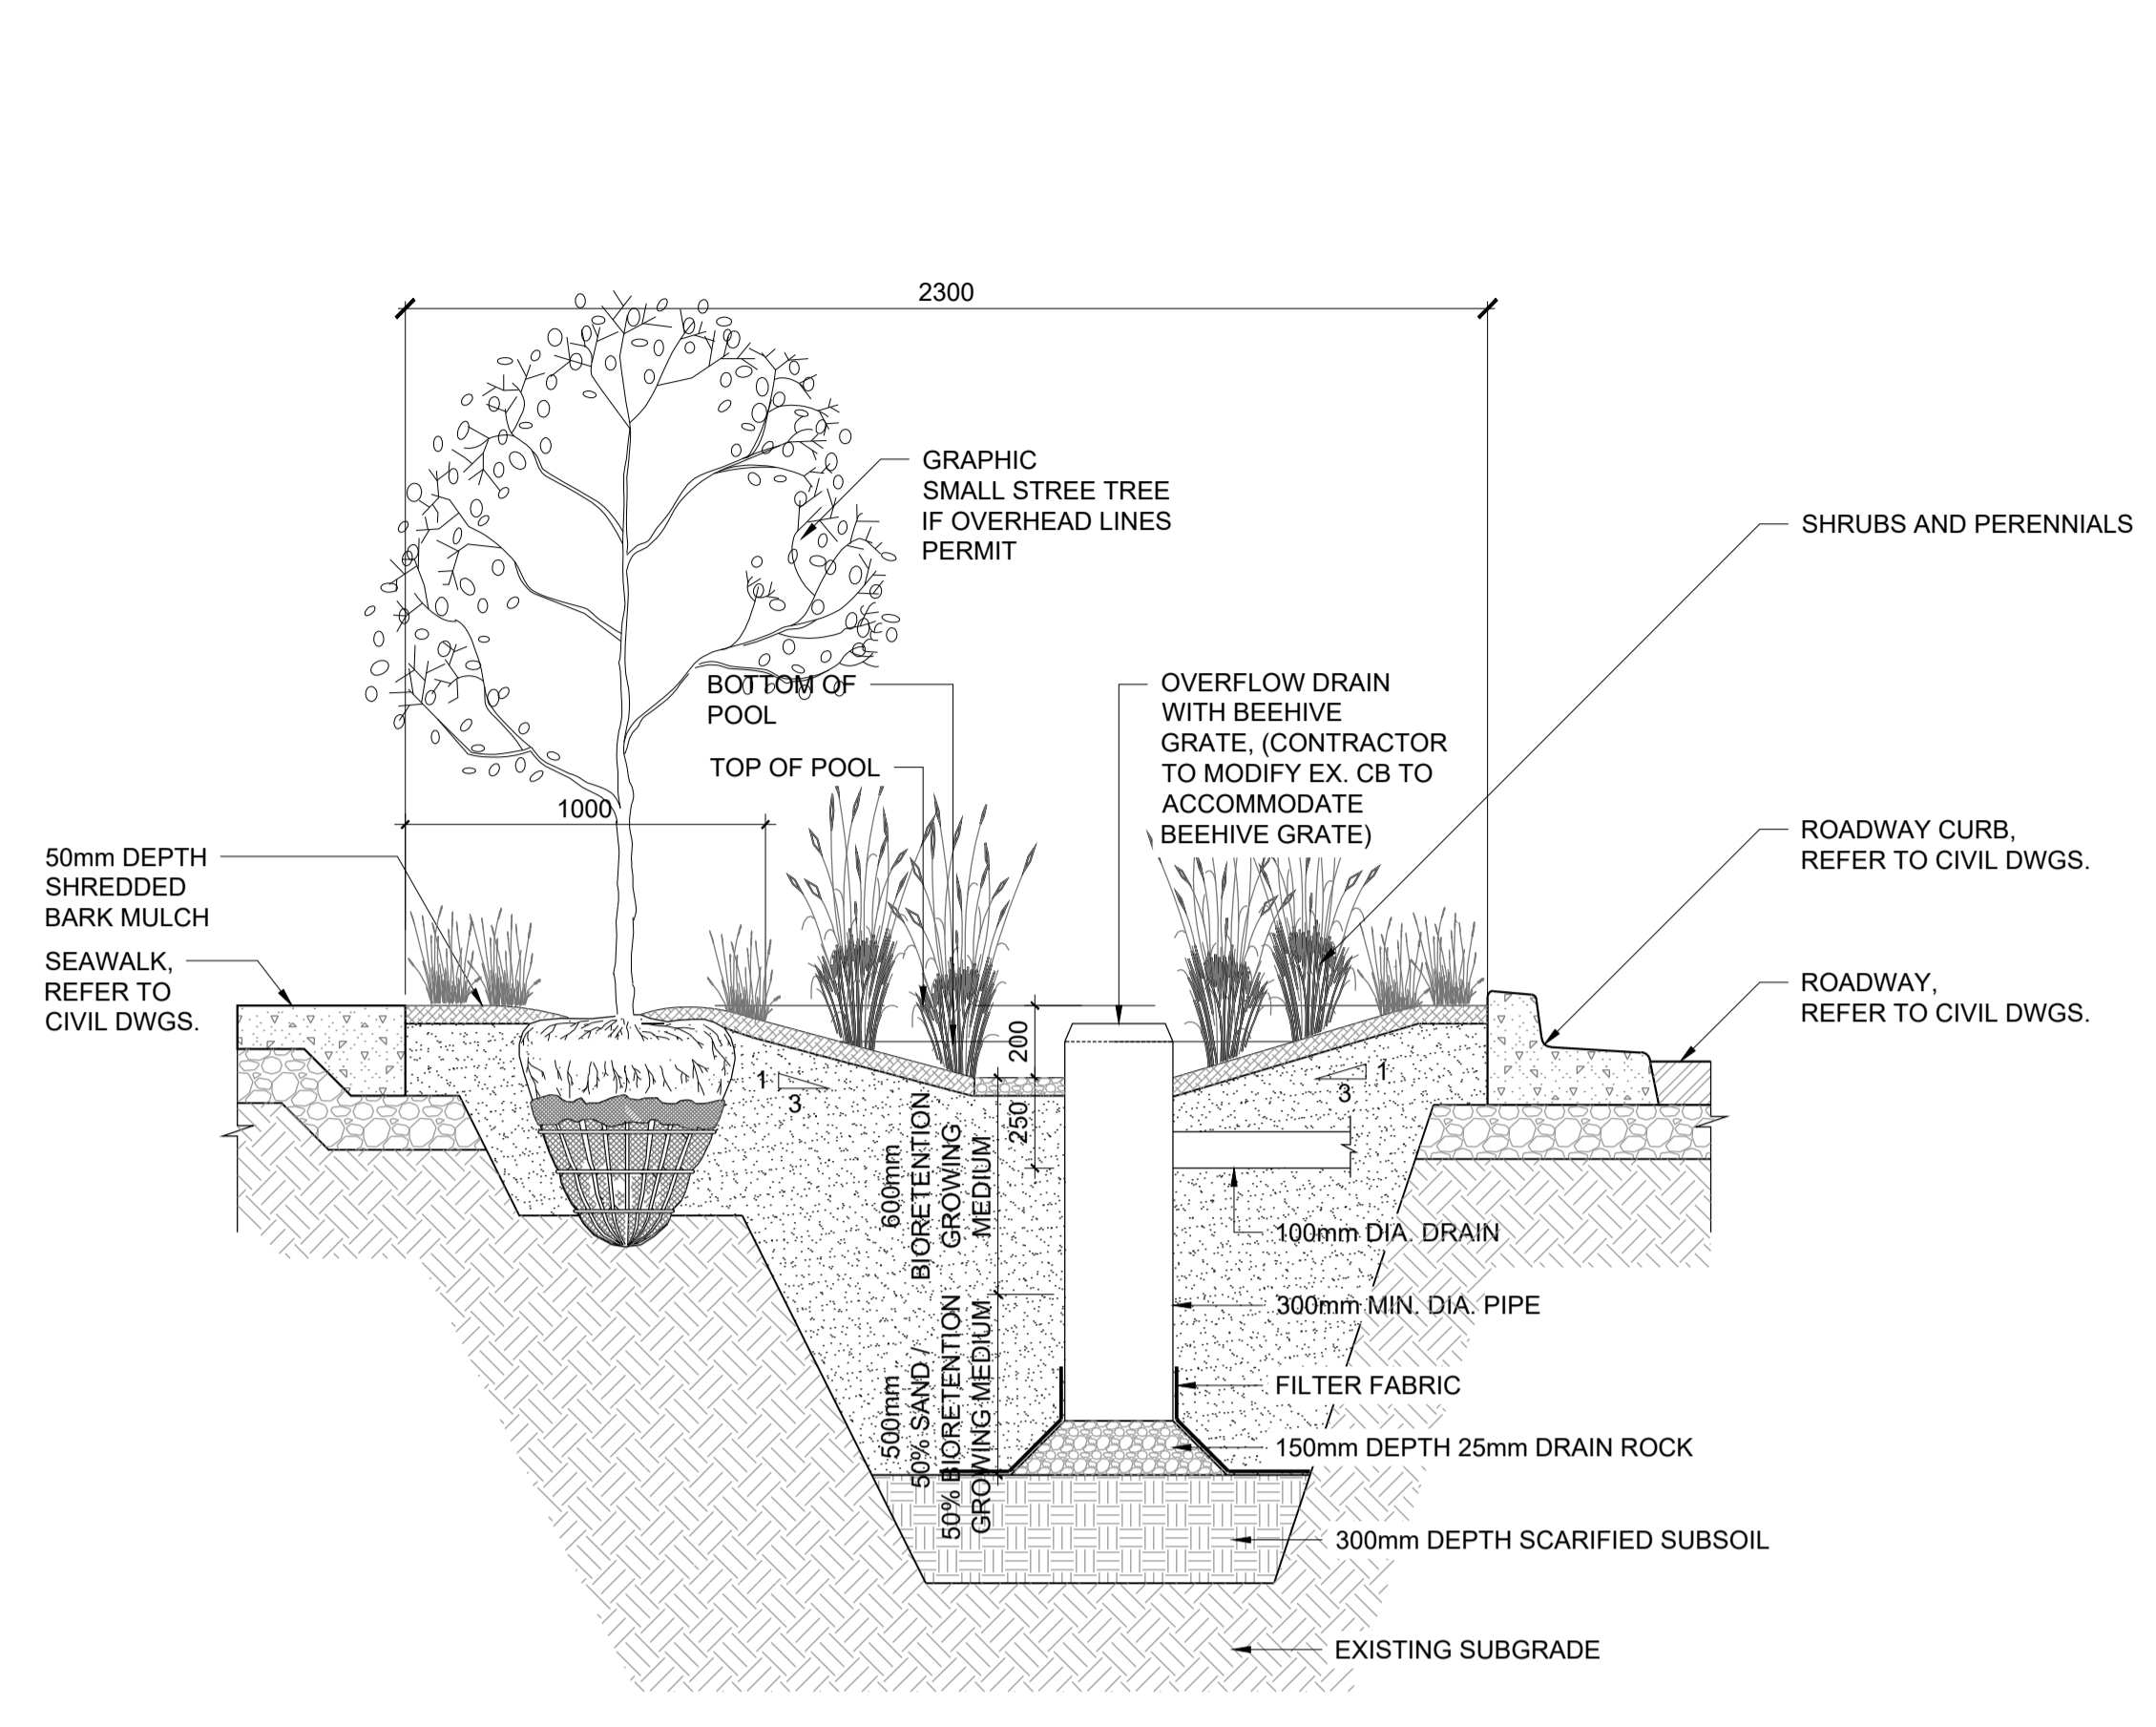 2300
GRAPHIC
SMALL STREE TREE
IF OVERHEAD LINES
PERMIT
SHRUBS AND PERENNIALS
BOTTOM OF
POOL
TOP OF POOL
OVERFLOW DRAIN
WITH BEEHIVE
GRATE, (CONTRACTOR
TO MODIFY EX. CB TO
ACCOMMODATE
BEEHIVE GRATE)
1000
50mm DEPTH
SHREDDED
BARK MULCH
SEAWALK,
REFER TO
CIVIL DWGS.
ROADWAY CURB,
REFER TO CIVIL DWGS.
ROADWAY,
REFER TO CIVIL DWGS.
200
250
1
3
1
3
600mm
BIORETENTION
GROWING
MEDIUM
500mm
50% SAND /
50% BIORETENTION
GROWING MEDIUM
100mm DIA. DRAIN
300mm MIN. DIA. PIPE
FILTER FABRIC
150mm DEPTH 25mm DRAIN ROCK
300mm DEPTH SCARIFIED SUBSOIL
EXISTING SUBGRADE